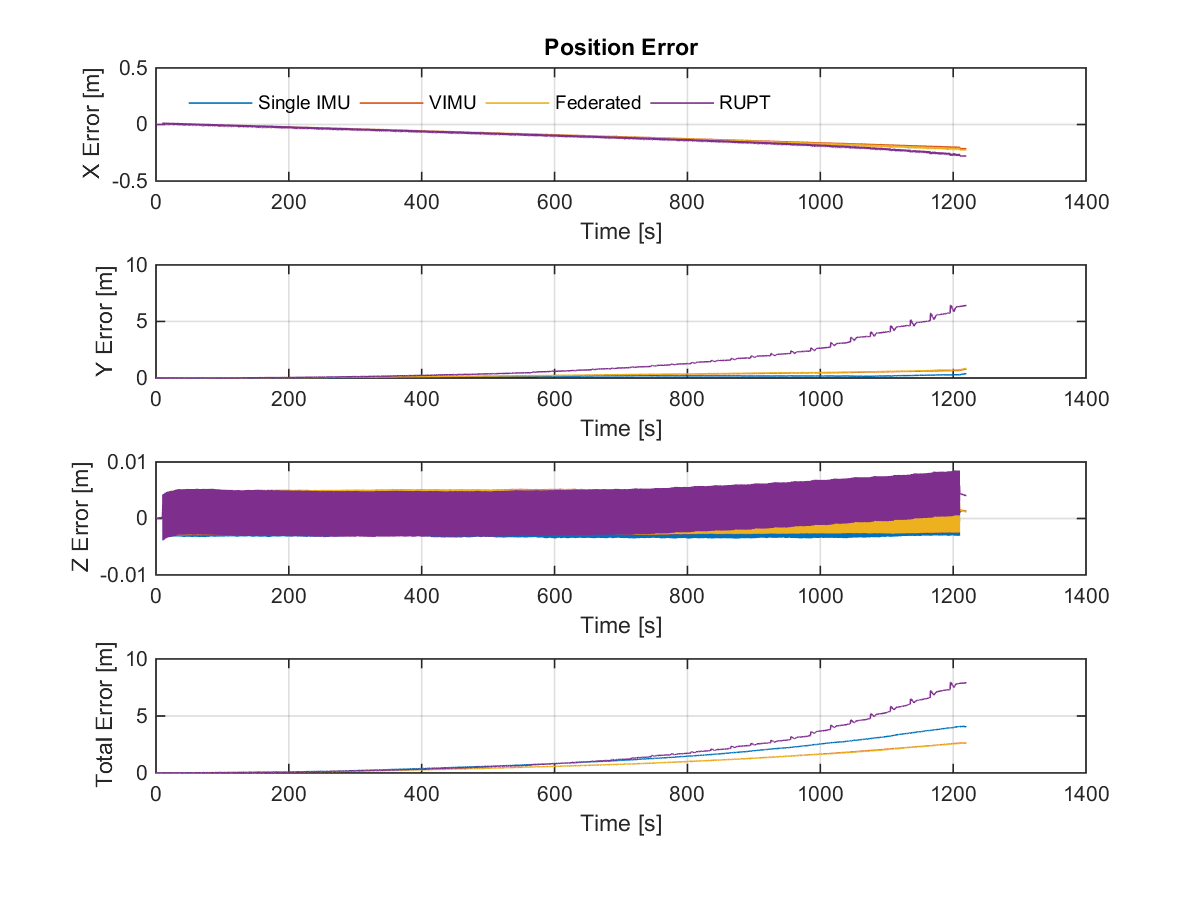 Position Error
0.5
0
-0.5
X Error [m]
Single IMU VIMU Federated RUPT
0 200 400 600 800 1000 1200 1400
Time [s]
10
5
0
Y Error [m]
0 200 400 600 800 1000 1200 1400
Time [s]
0.01
0
-0.01
Z Error [m]
0 200 400 600 800 1000 1200 1400
Time [s]
10
5
0
Total Error [m]
0 200 400 600 800 1000 1200 1400
Time [s]